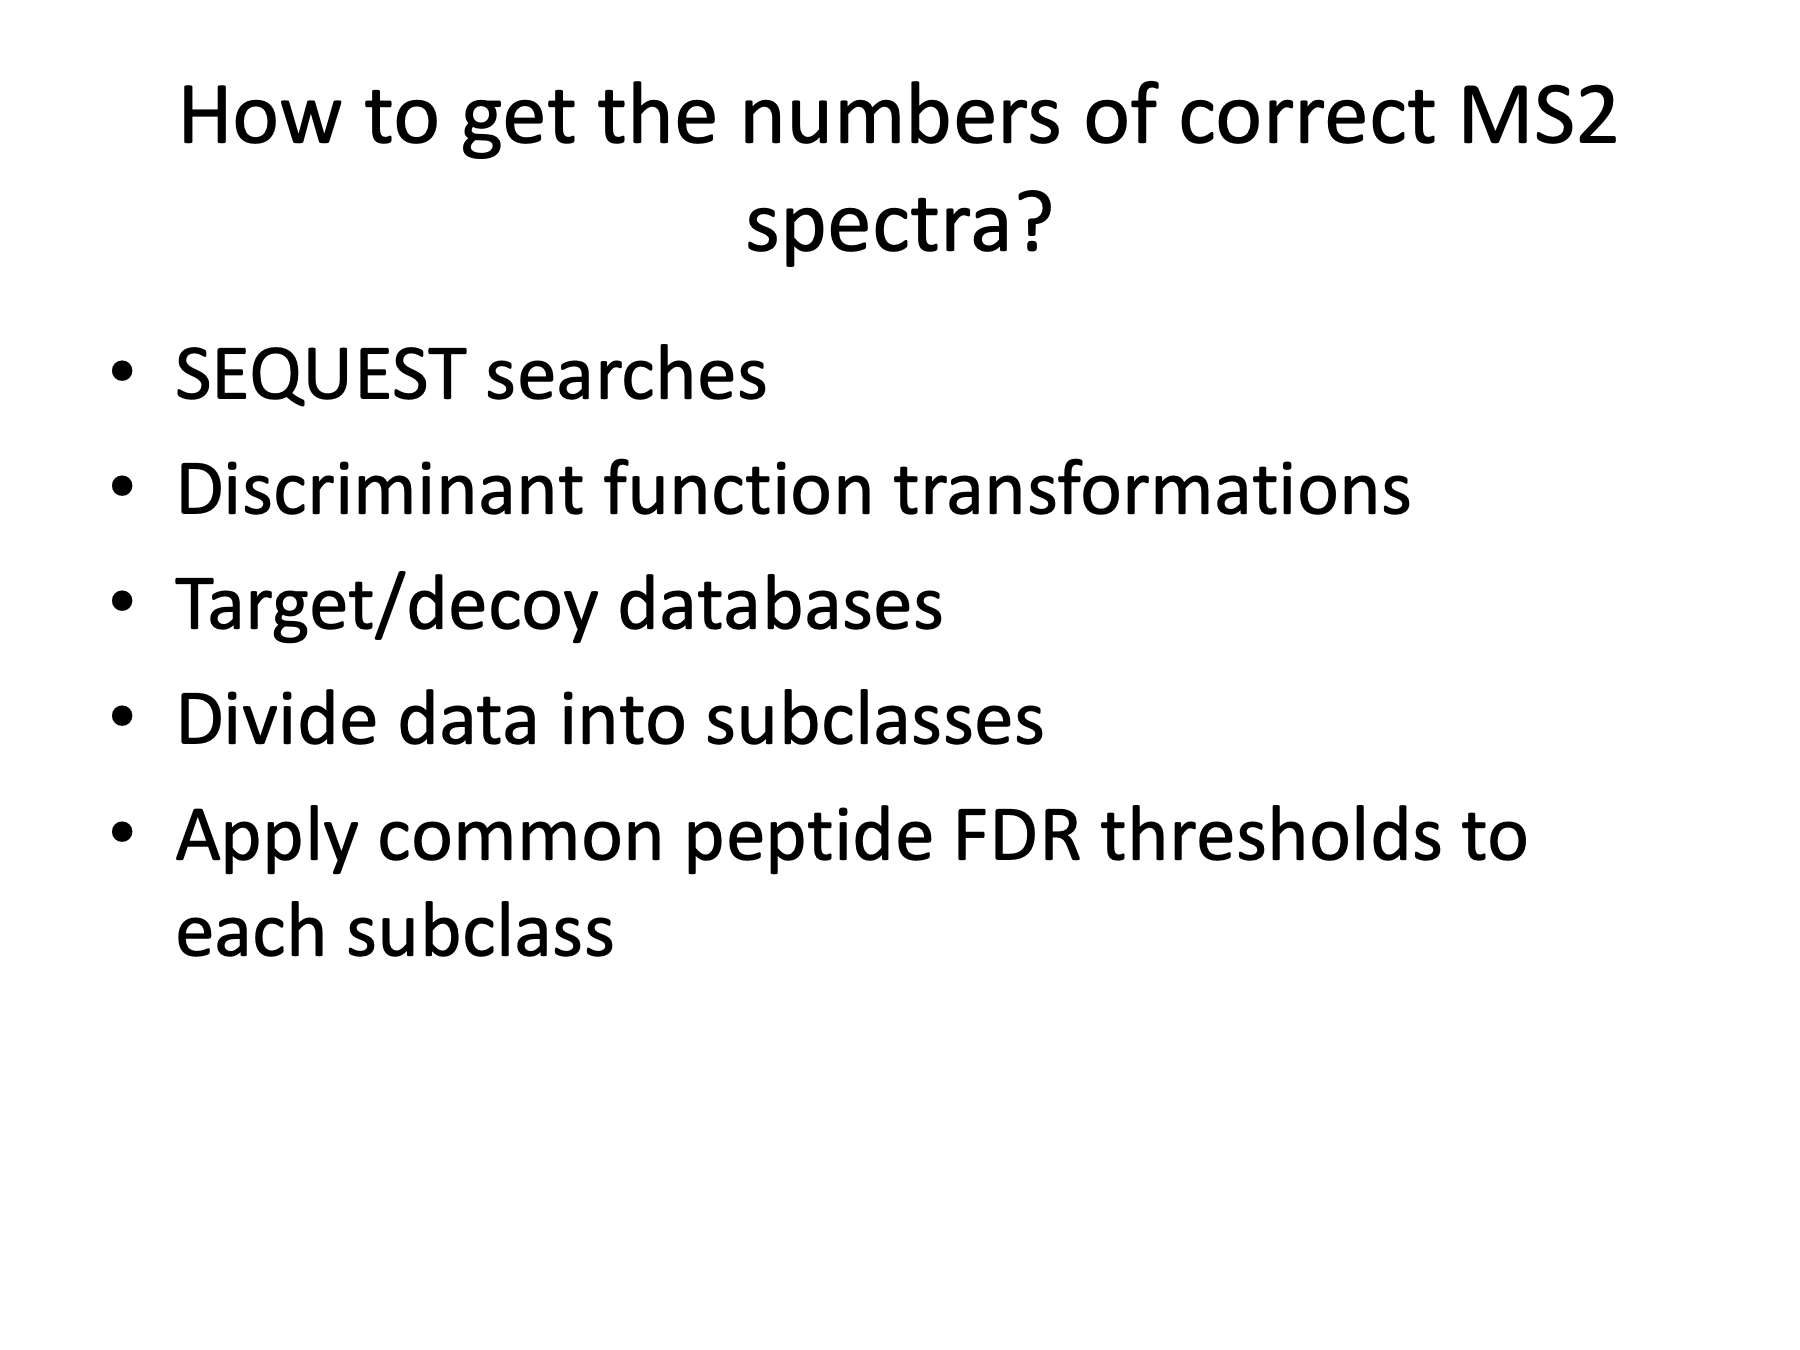 How to get the numbers of correct MS2
spectra?
• SEQUEST searches
• Discriminant function transformations
• Target/decoy databases
• Divide data into subclasses
• Apply common peptide FDR thresholds to
each subclass